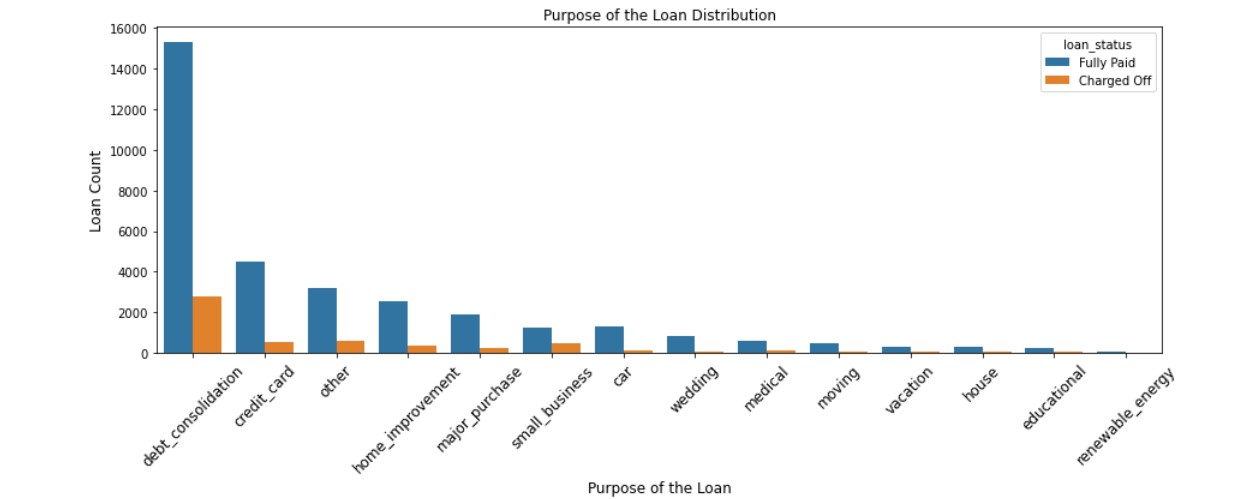 Purpose of the Loan Distribution
Loan Count
16000
14000
12000
10000
8000
6000
4000
2000
0
loan_status
Fully Paid
Charged Off
debt_consolidation
credit_card
other
home_improvement
major_purchase
small_business
car
wedding
medical
moving
vacation
house
educational
renewable_energy
Purpose of the Loan